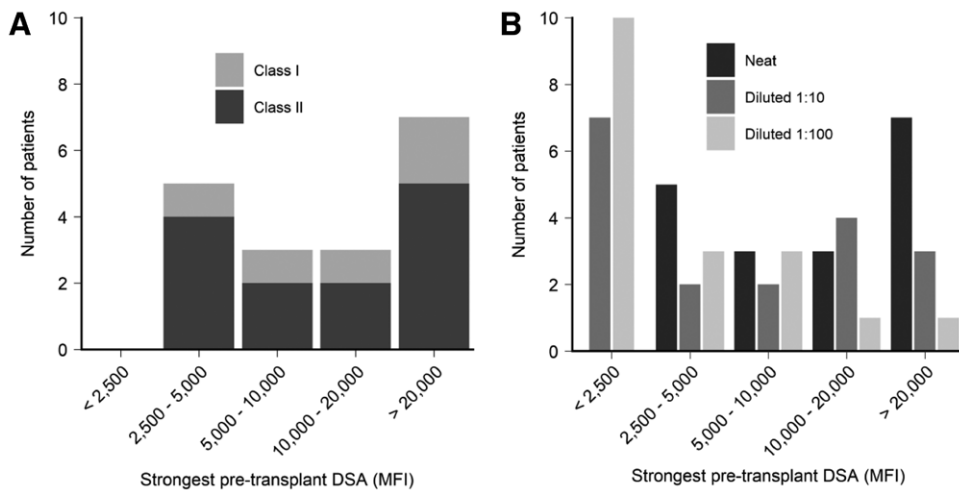 A
Number of patients
10
8
6
4
2
0
Class I
Class II
< 2,500
2,500 - 5,000
5,000 - 10,000
10,000 - 20,000
> 20,000
Strongest pre-transplant DSA (MFI)
B
Number of patients
10
8
6
4
2
0
Neat
Diluted 1:10
Diluted 1:100
< 2,500
2,500 - 5,000
5,000 - 10,000
10,000 - 20,000
> 20,000
Strongest pre-transplant DSA (MFI)